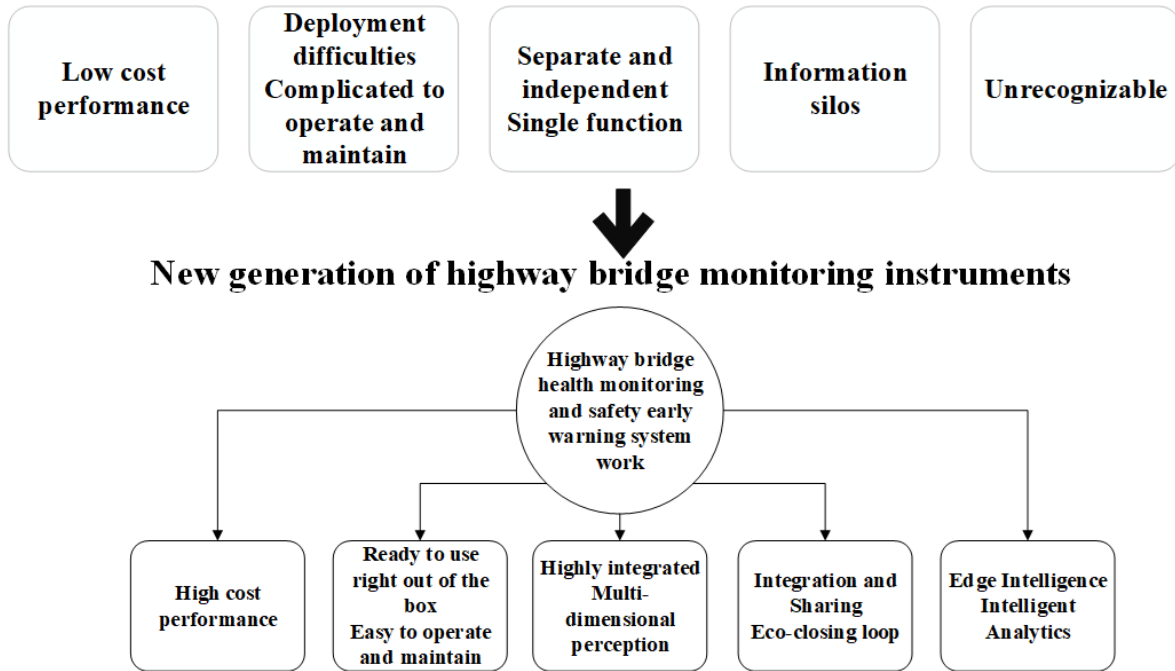 Low cost
performance
Deployment
difficulties
Complicated to
operate and
maintain
Separate and
independent
Single function
Information
silos
Unrecognizable
New generation of highway bridge monitoring instruments
Highway bridge
health monitoring
and safety early
warning system
work
High cost
performance
Ready to use
right out of the
box
Easy to operate
and maintain
Highly integrated
Multi-
dimensional
perception
Integration and
Sharing
Eco-closing loop
Edge Intelligence
Intelligent
Analytics